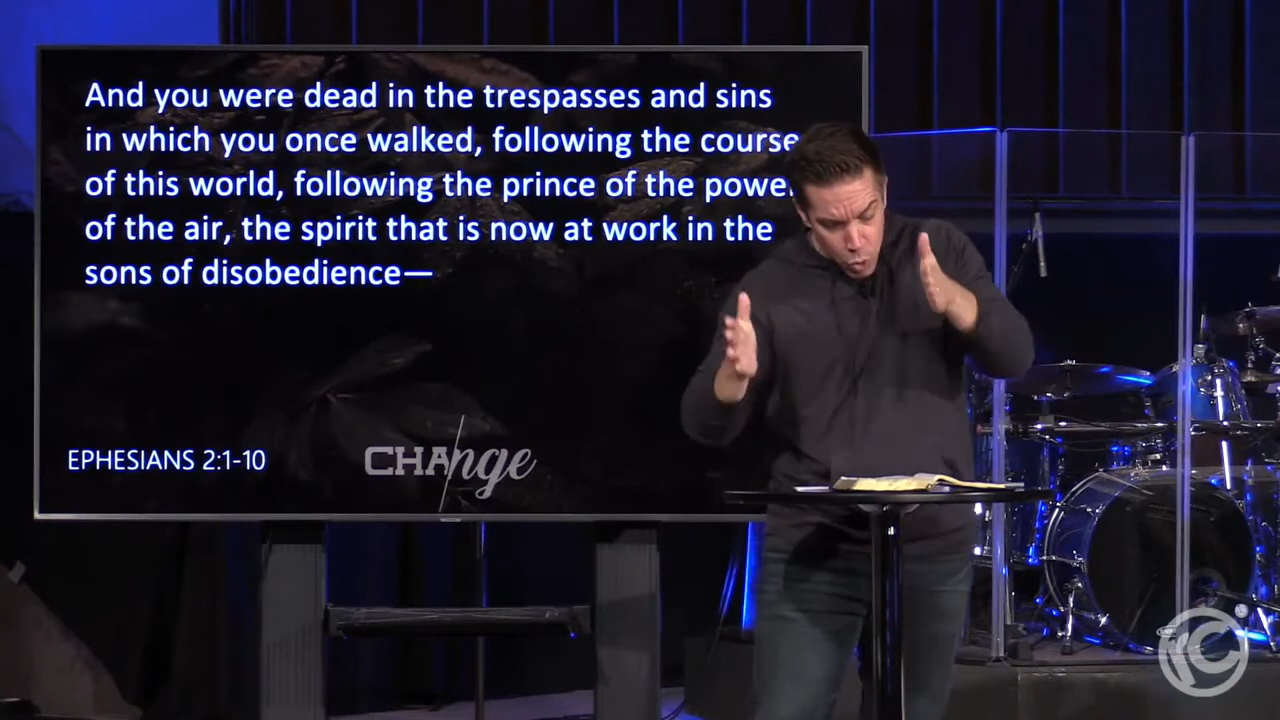 And you were dead in the trespasses and sins
in which you once walked, following the course
of this world, following the prince of the power
of the air, the spirit that is now at work in the
sons of disobedience—
EPHESIANS 2:1-10
CHAnge